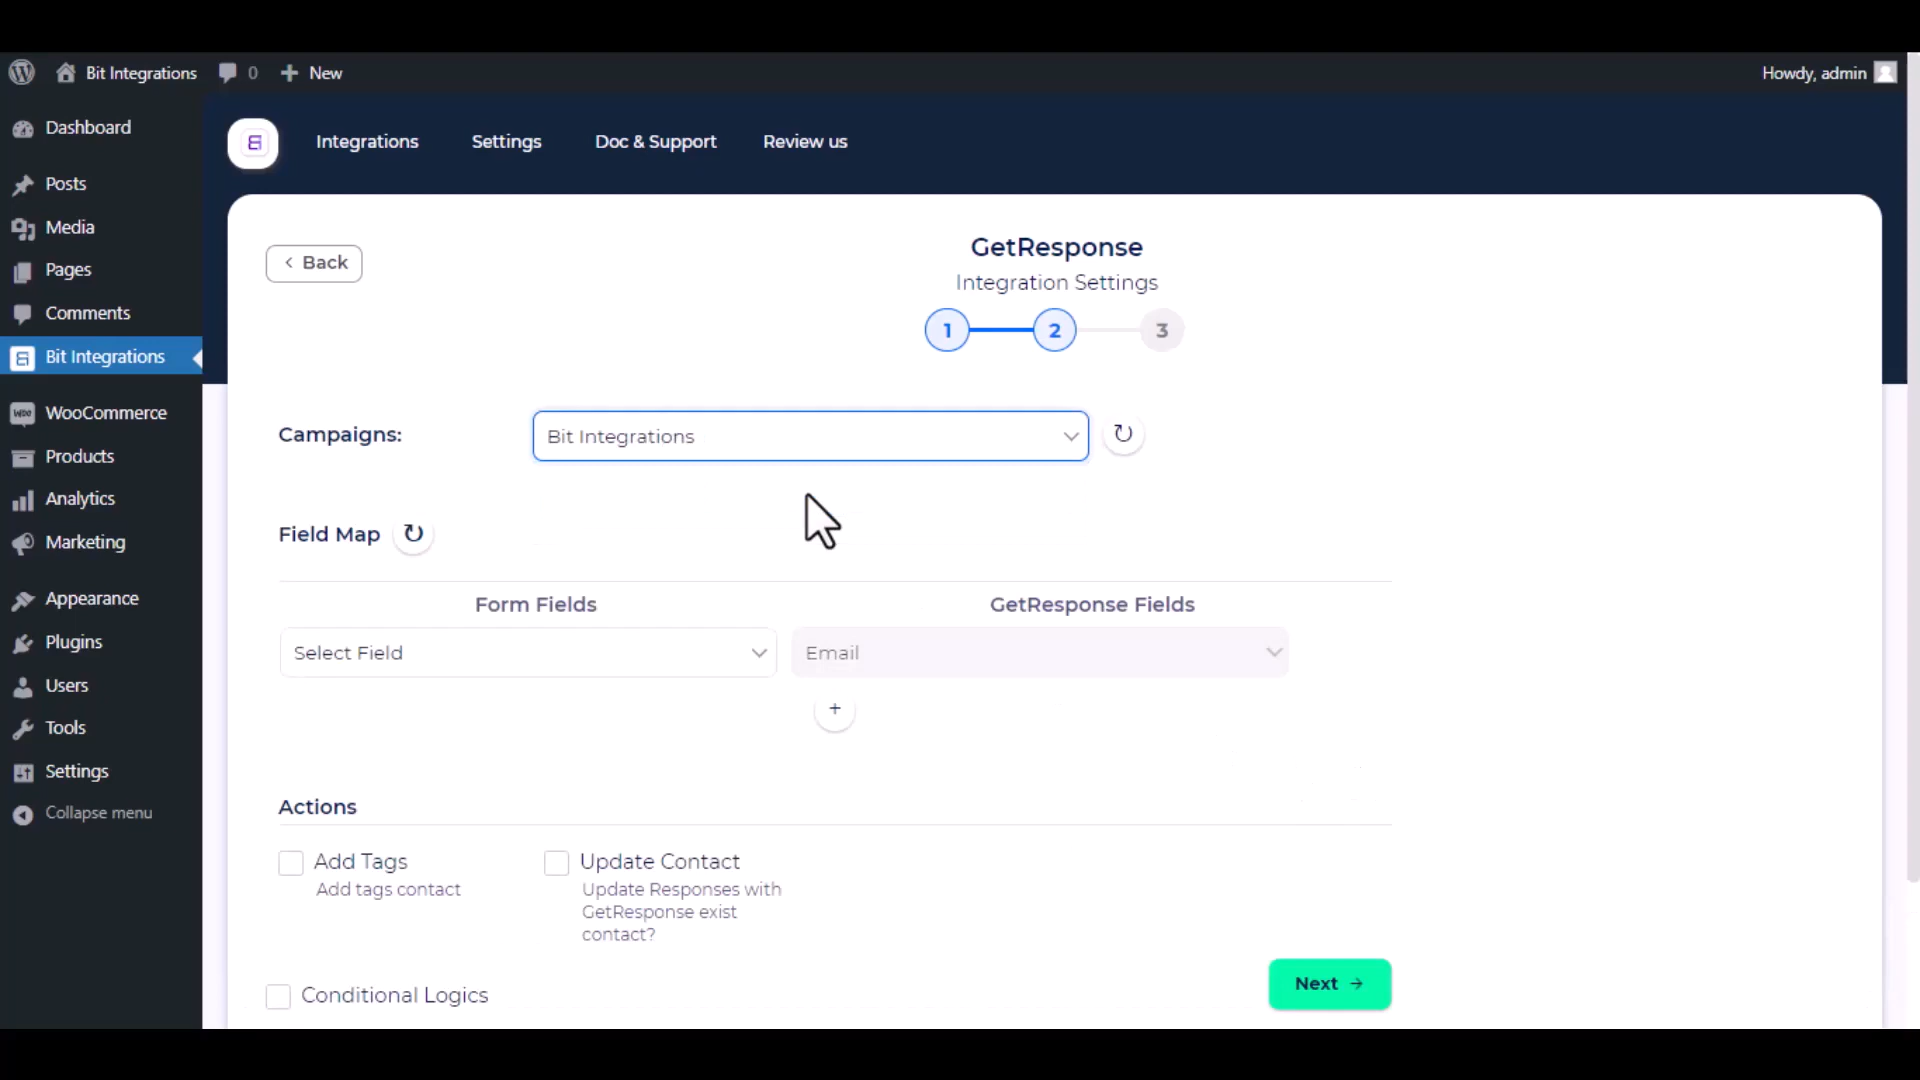 Bit Integrations 0 New Howdy, admin
Dashboard
Posts
Media
Pages
Comments
Bit Integrations
WooCommerce
Products
Analytics
Marketing
Appearance
Plugins
Users
Tools
Settings
Collapse menu
Integrations Settings Doc & Support Review us
Back
GetResponse
Integration Settings
1 2 3
Campaigns: Bit Integrations
Field Map
Form Fields GetResponse Fields
Select Field Email
+
Actions
Add Tags
Add tags contact
Update Contact
Update Responses with
GetResponse exist
contact?
Conditional Logics
Next